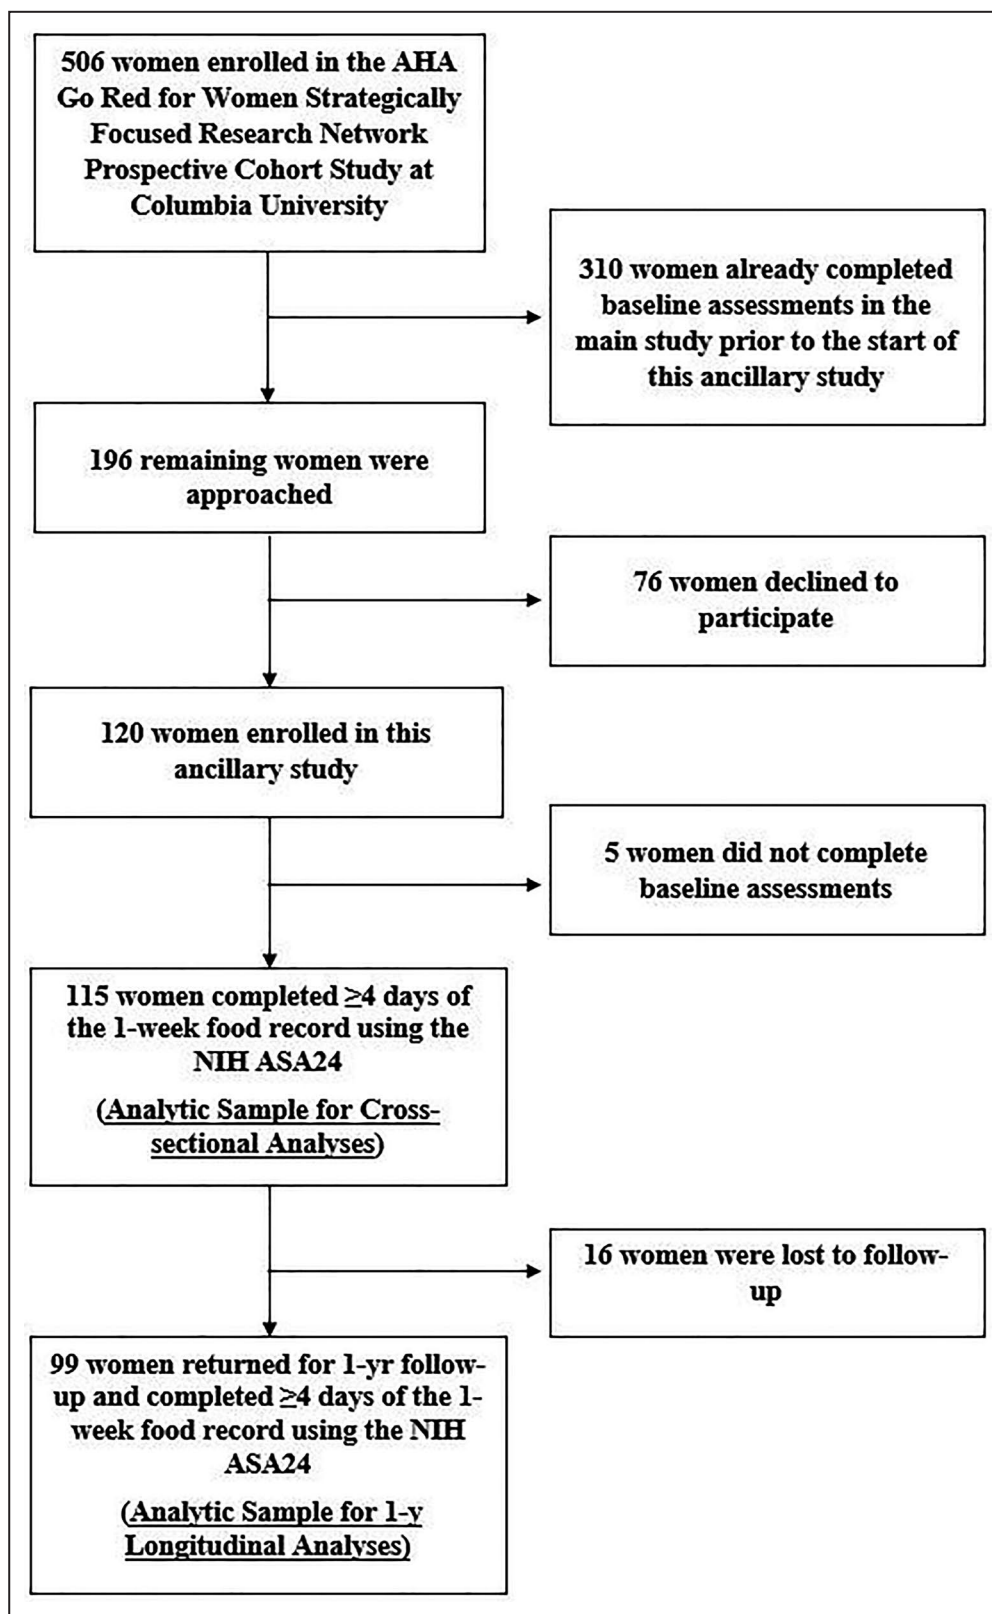 506 women enrolled in the AHA
Go Red for Women Strategically
Focused Research Network
Prospective Cohort Study at
Columbia University
310 women already completed
baseline assessments in the
main study prior to the start of
this ancillary study
196 remaining women were
approached
76 women declined to
participate
120 women enrolled in this
ancillary study
5 women did not complete
baseline assessments
115 women completed ≥4 days of
the 1-week food record using the
NIH ASA24
(Analytic Sample for Cross-
sectional Analyses)
16 women were lost to follow-
up
99 women returned for 1-yr follow-
up and completed ≥4 days of the 1-
week food record using the NIH
ASA24
(Analytic Sample for 1-y
Longitudinal Analyses)